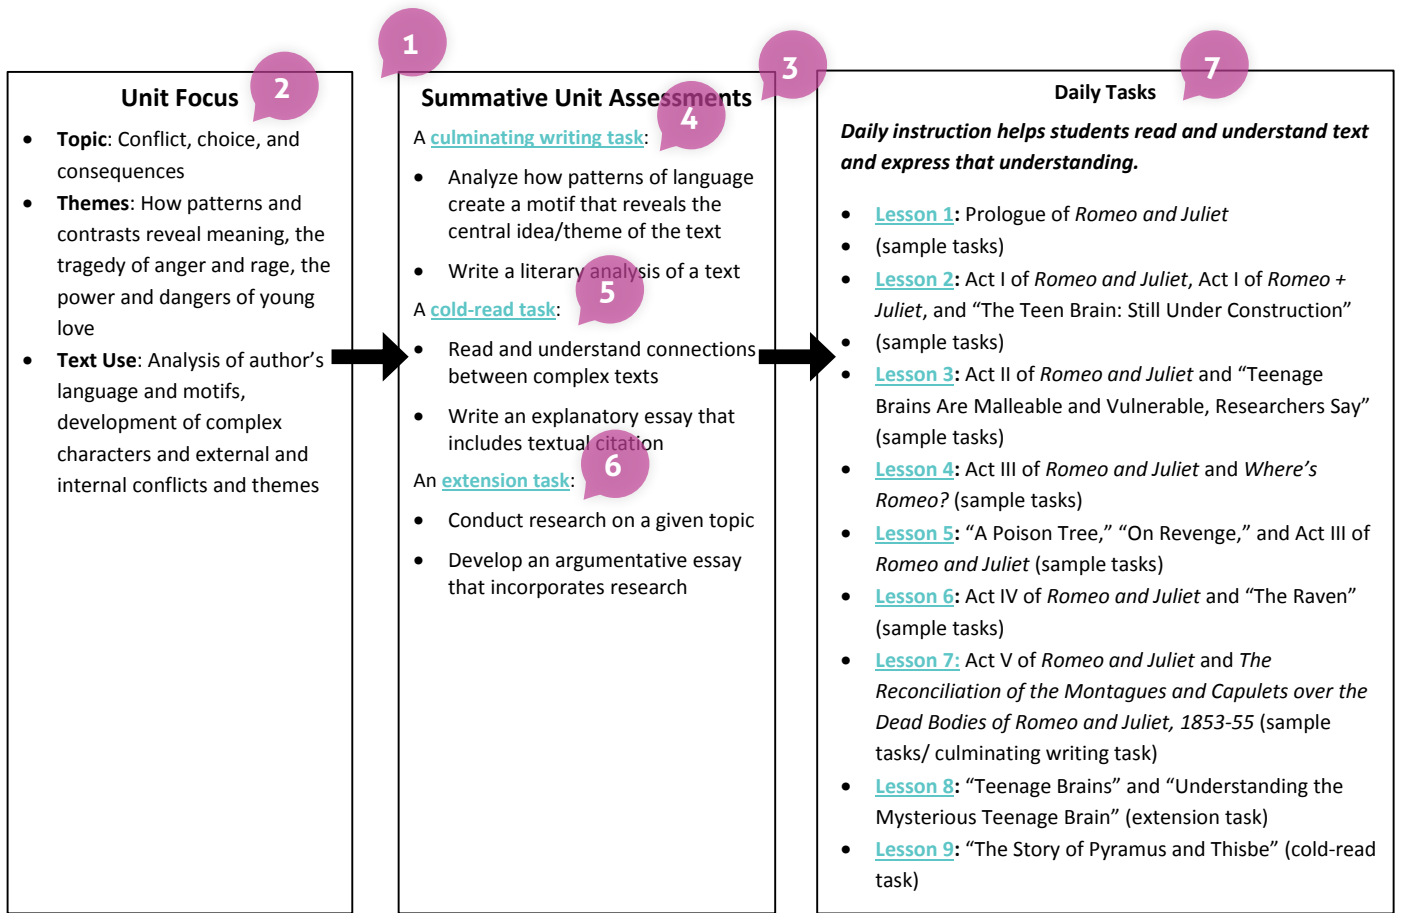 1
2
Unit Focus
• Topic: Conflict, choice, and
consequences
• Themes: How patterns and
contrasts reveal meaning, the
tragedy of anger and rage, the
power and dangers of young
love
• Text Use: Analysis of author’s
language and motifs,
development of complex
characters and external and
internal conflicts and themes
3
Summative Unit Assessments
4
A culminating writing task:
• Analyze how patterns of language
create a motif that reveals the
central idea/theme of the text
• Write a literary analysis of a text
5
A cold-read task:
• Read and understand connections
between complex texts
• Write an explanatory essay that
includes textual citation
6
An extension task:
• Conduct research on a given topic
• Develop an argumentative essay
that incorporates research
7
Daily Tasks
Daily instruction helps students read and understand text
and express that understanding.
• Lesson 1: Prologue of Romeo and Juliet
• (sample tasks)
• Lesson 2: Act I of Romeo and Juliet, Act I of Romeo +
Juliet, and “The Teen Brain: Still Under Construction”
• (sample tasks)
• Lesson 3: Act II of Romeo and Juliet and “Teenage
Brains Are Malleable and Vulnerable, Researchers Say”
(sample tasks)
• Lesson 4: Act III of Romeo and Juliet and Where’s
Romeo? (sample tasks)
• Lesson 5: “A Poison Tree,” “On Revenge,” and Act III of
Romeo and Juliet (sample tasks)
• Lesson 6: Act IV of Romeo and Juliet and “The Raven”
(sample tasks)
• Lesson 7: Act V of Romeo and Juliet and The
Reconciliation of the Montagues and Capulets over the
Dead Bodies of Romeo and Juliet, 1853-55 (sample
tasks/ culminating writing task)
• Lesson 8: “Teenage Brains” and “Understanding the
Mysterious Teenage Brain” (extension task)
• Lesson 9: “The Story of Pyramus and Thisbe” (cold-read
task)